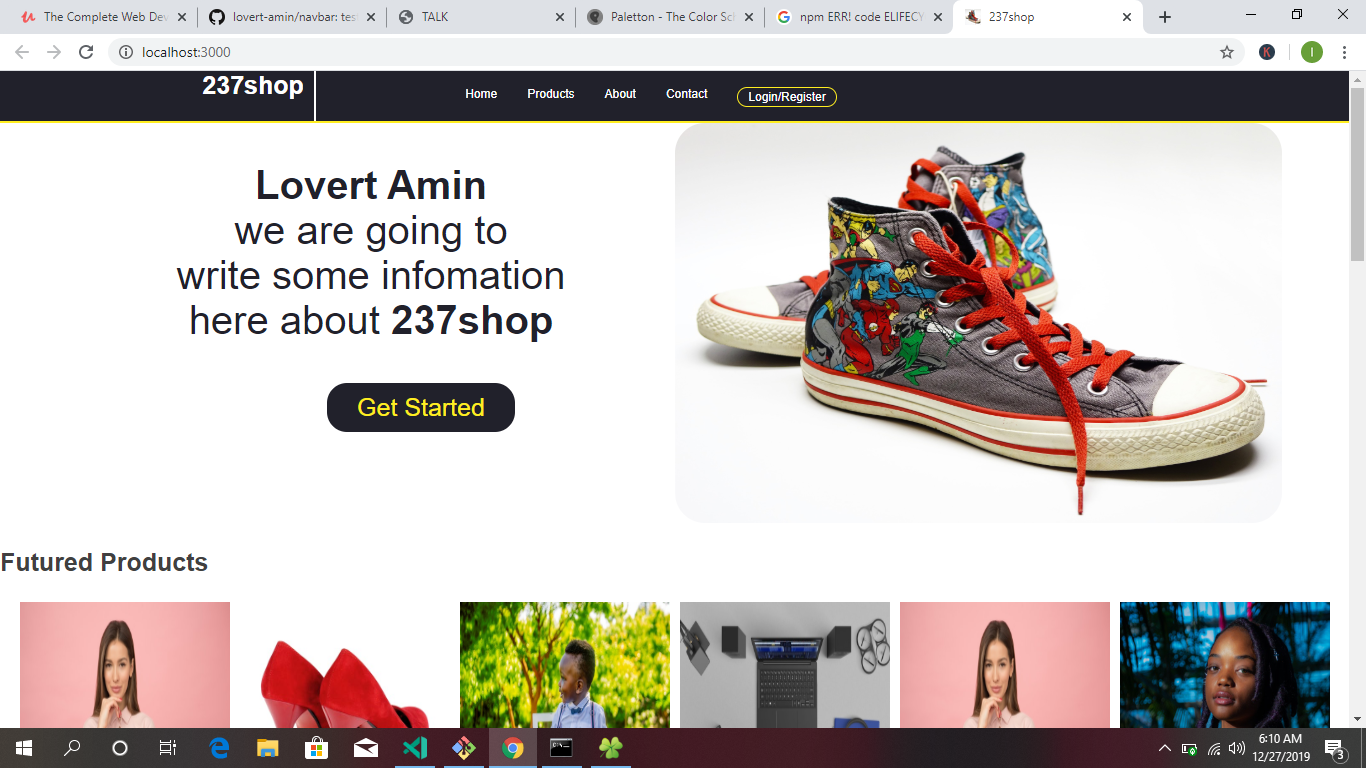 The Complete Web Dev
lovert-amin/navbar: tes
TALK
Paletton - The Color Sch
npm ERR! code ELIFECY
237shop
localhost:3000
K
I
237shop
Home
Products
About
Contact
Login/Register
Lovert Amin
we are going to
write some infomation
here about 237shop
Get Started
Futured Products
6:10 AM
12/27/2019
3